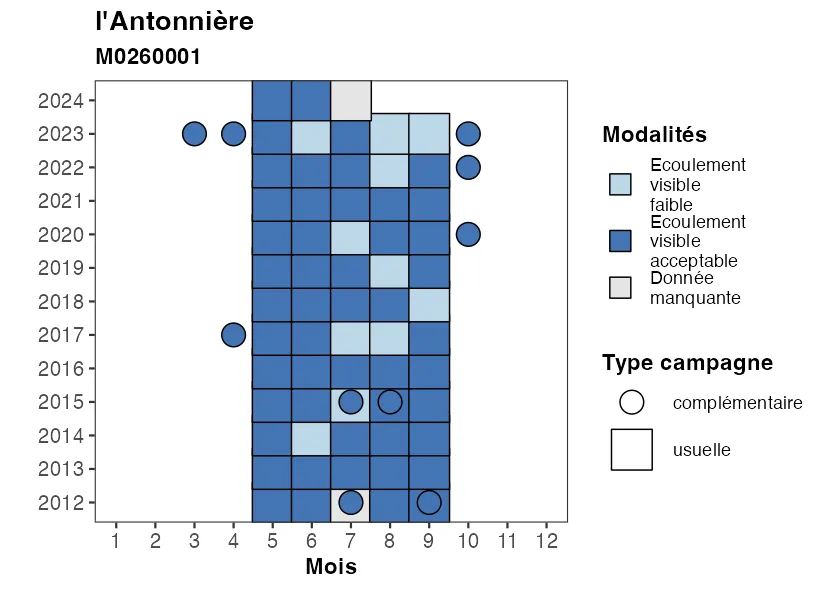 l'Antonnière
M0260001
2024
2023
2022
2021
2020
2019
2018
2017
2016
2015
2014
2013
2012
1 2 3 4 5 6 7 8 9 10 11 12
Mois
Modalités
Ecoulement
visible
faible
Ecoulement
visible
acceptable
Donnée
manquante
Type campagne
complémentaire
usuelle